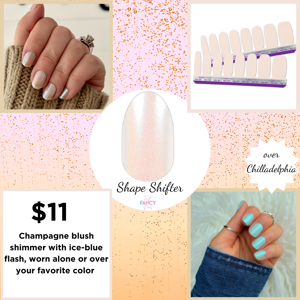 Shape Shifter
FANCY
over
Chilladelphia
$11
Champagne blush
shimmer with ice-blue
flash, worn alone or over
your favorite color